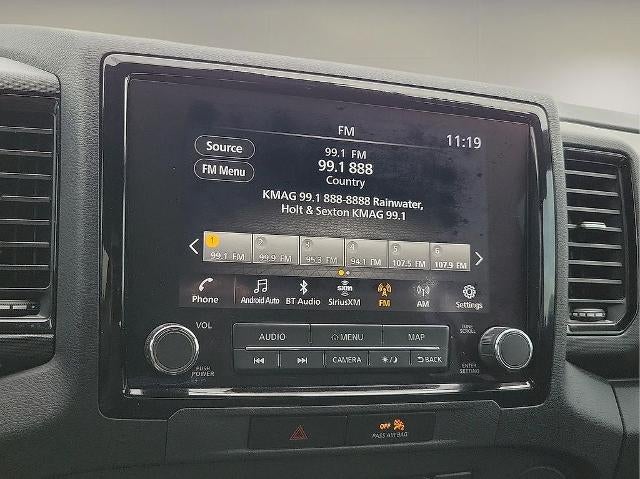 FM
11:19
Source
99.1 FM
99.1 888
FM Menu
Country
KMAG 99.1 888-8888 Rainwater,
Holt & Sexton KMAG 99.1
1 2 3 4 5 6
99.1 FM 99.9 FM 95.3 FM 94.1 FM 107.5 FM 107.9 FM
Phone Android Auto BT Audio SiriusXM FM AM Settings
sxm
VOL
AUDIO MENU MAP
TUNE
SCROLL
CAMERA BACK
PUSH
POWER
ENTER
SETTING
OFF
PASS AIRBAG